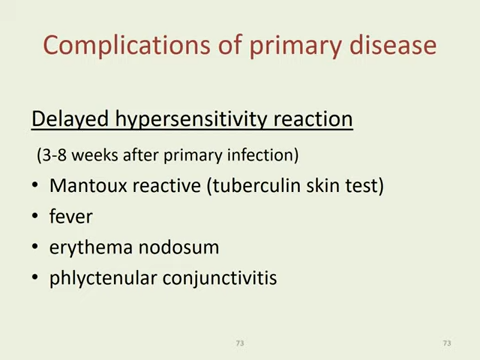 Complications of primary disease
Delayed hypersensitivity reaction
(3-8 weeks after primary infection)
• Mantoux reactive (tuberculin skin test)
• fever
• erythema nodosum
• phlyctenular conjunctivitis
73 73